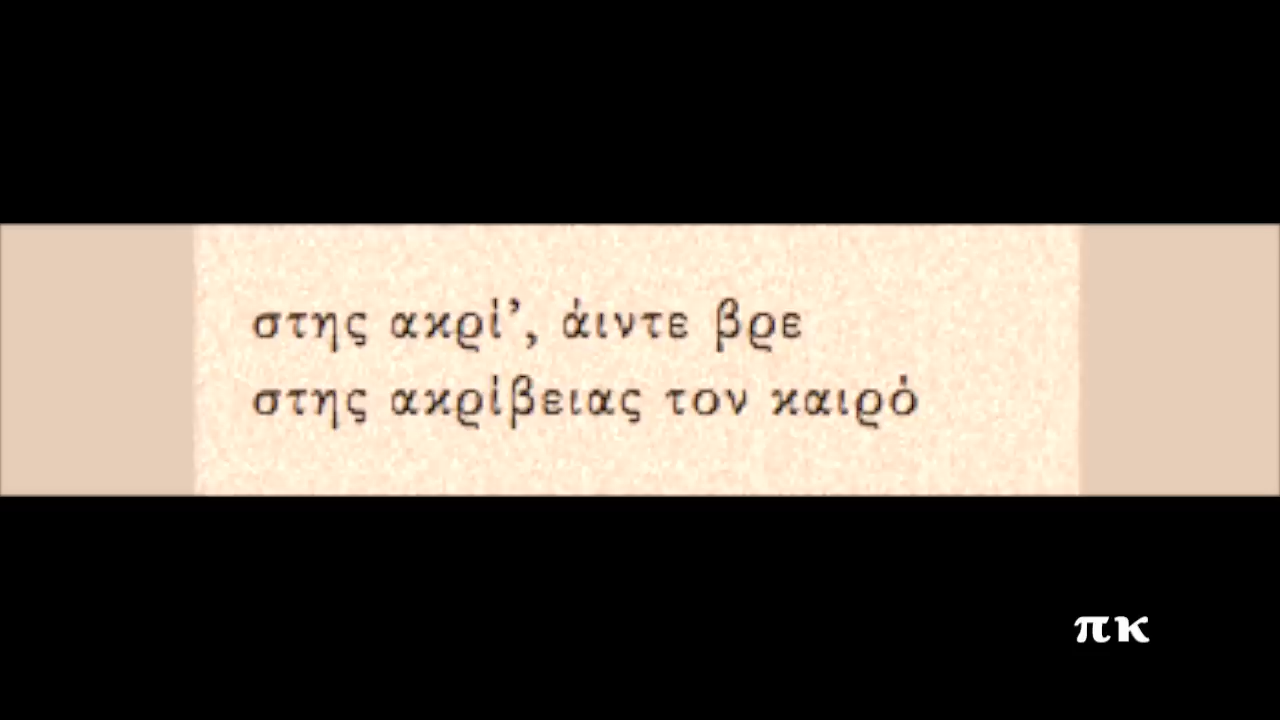 στης ακρί’, άιντε βρε
στης ακρίβειας τον καιρό
πκ